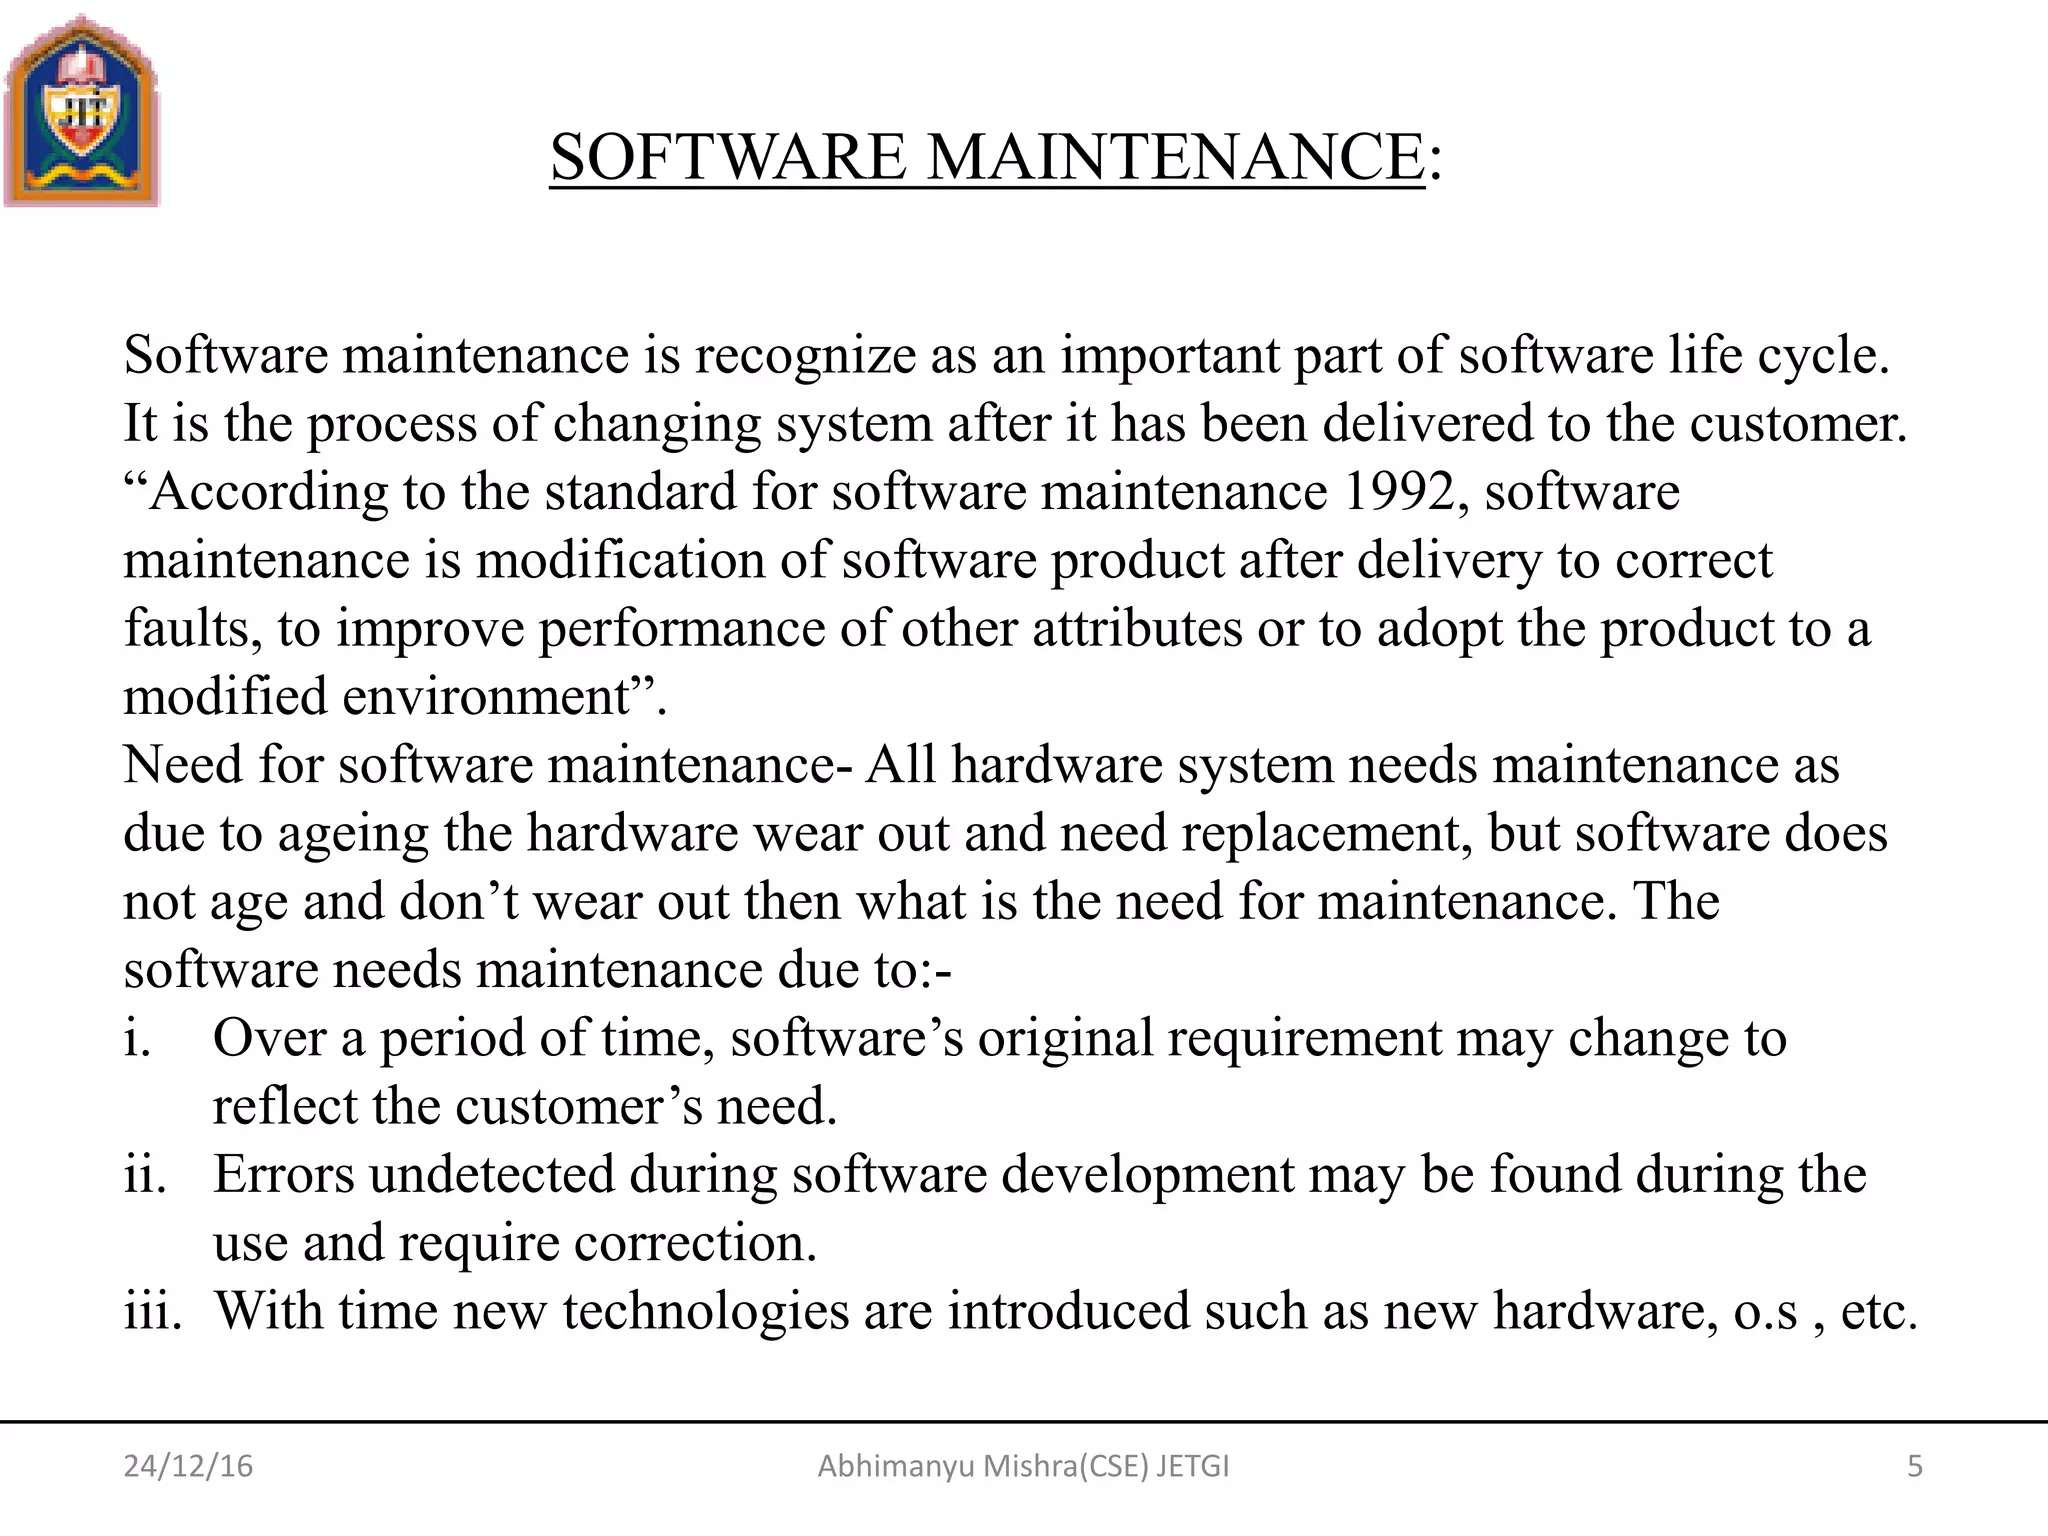 JIT
SOFTWARE MAINTENANCE:
Software maintenance is recognize as an important part of software life cycle.
It is the process of changing system after it has been delivered to the customer.
“According to the standard for software maintenance 1992, software
maintenance is modification of software product after delivery to correct
faults, to improve performance of other attributes or to adopt the product to a
modified environment”.
Need for software maintenance- All hardware system needs maintenance as
due to ageing the hardware wear out and need replacement, but software does
not age and don’t wear out then what is the need for maintenance. The
software needs maintenance due to:-
i. Over a period of time, software’s original requirement may change to
reflect the customer’s need.
ii. Errors undetected during software development may be found during the
use and require correction.
iii. With time new technologies are introduced such as new hardware, o.s , etc.
24/12/16 Abhimanyu Mishra(CSE) JETGI 5